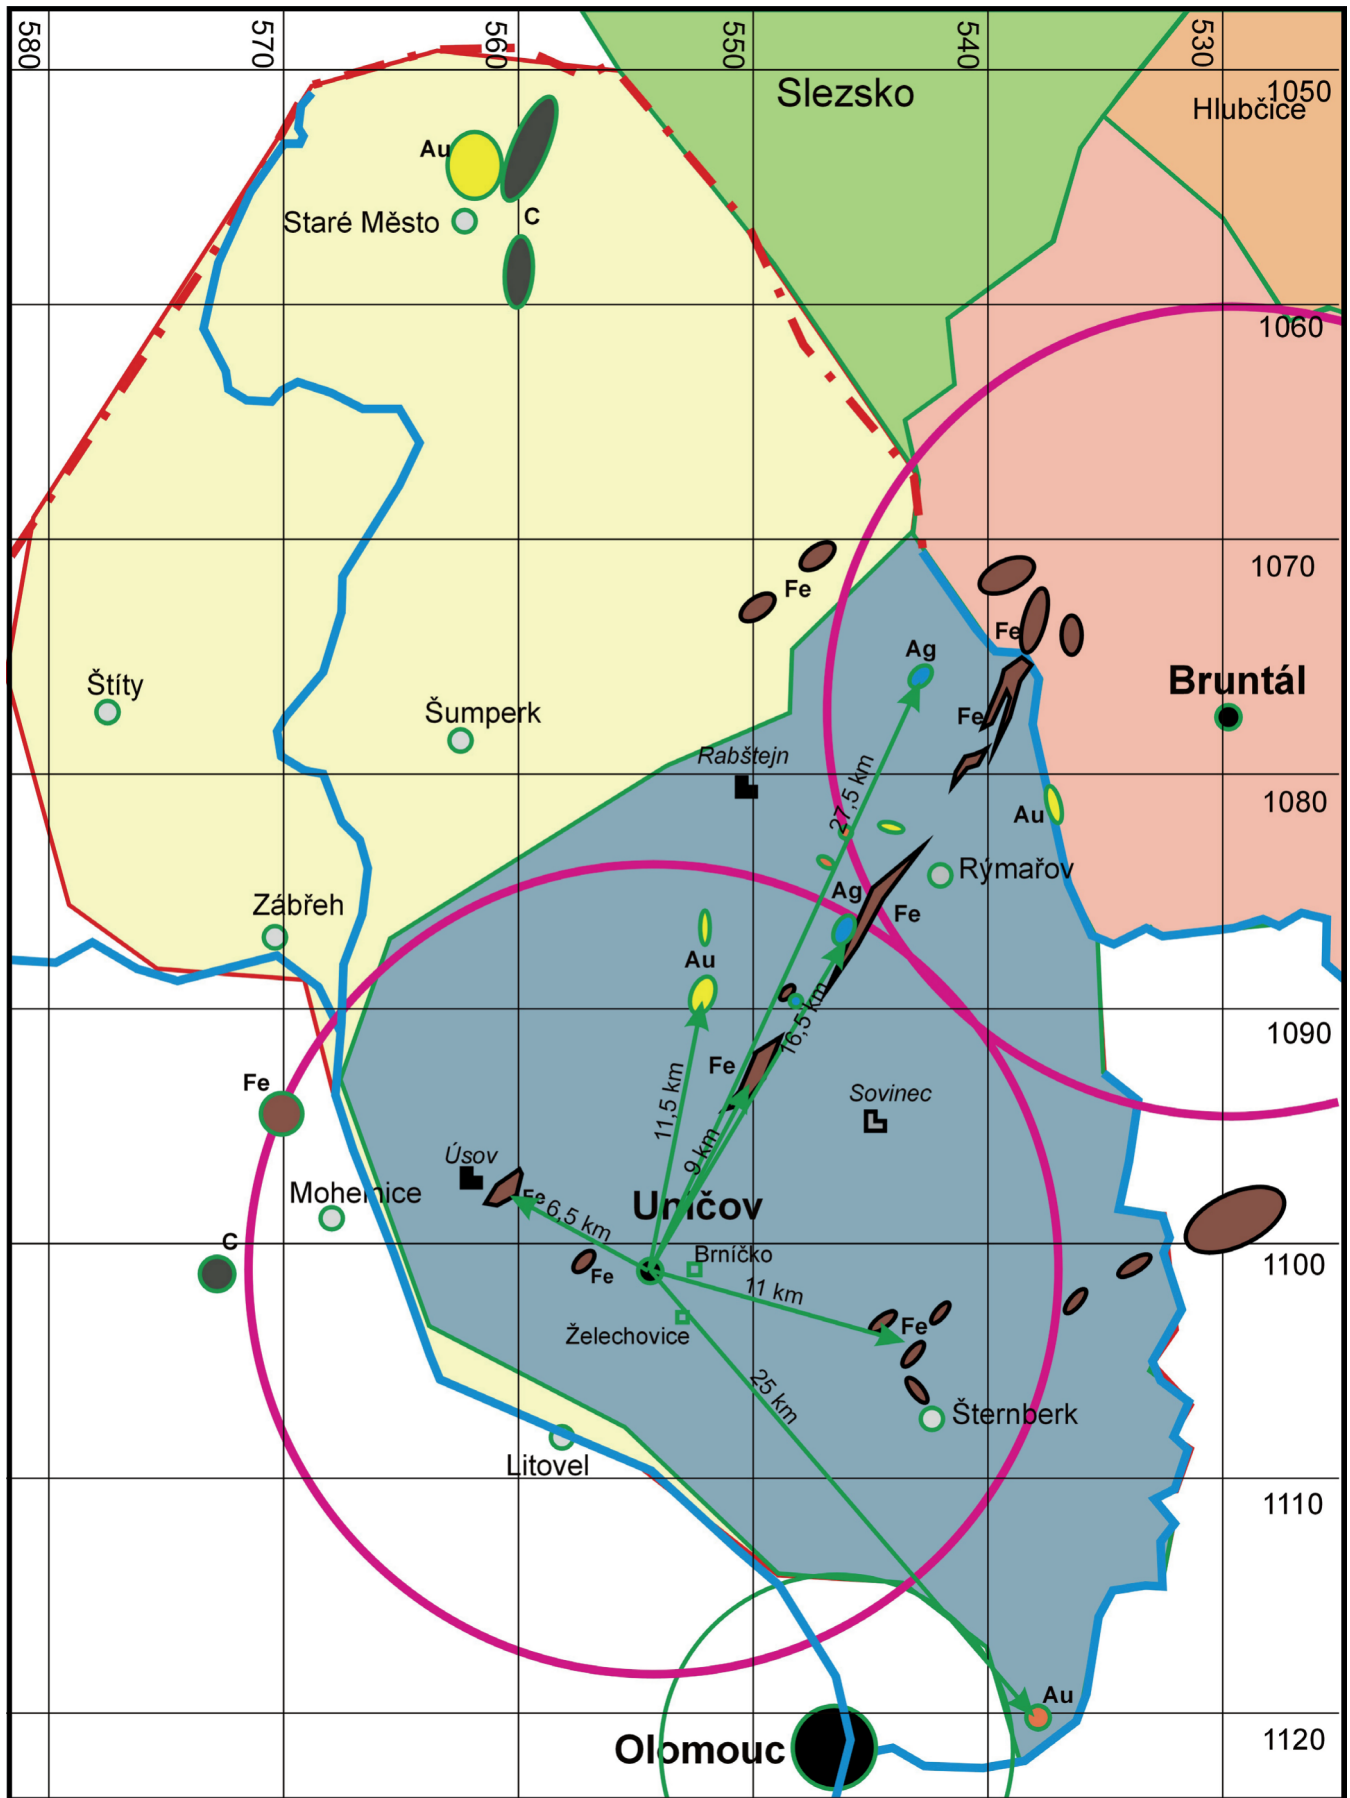 580
570
560
550
540
530
1050
Slezsko
Hlubčice
Au
C
Staré Město
1060
1070
Fe
Fe
Ag
Štíty
Bruntál
Šumperk
Fe
Rabštejn
27,5 km
1080
Au
Rýmařov
Ag
Zábřeh
Fe
Au
16,5 km
1090
Fe
Fe
11,5 km
Sovinec
9 km
Úsov
Mohelnice
Fe
Uničov
6,5 km
C
Brníčko
1100
Fe
11 km
Fe
Želechovice
25 km
Šternberk
Litovel
1110
Au
Olomouc
1120